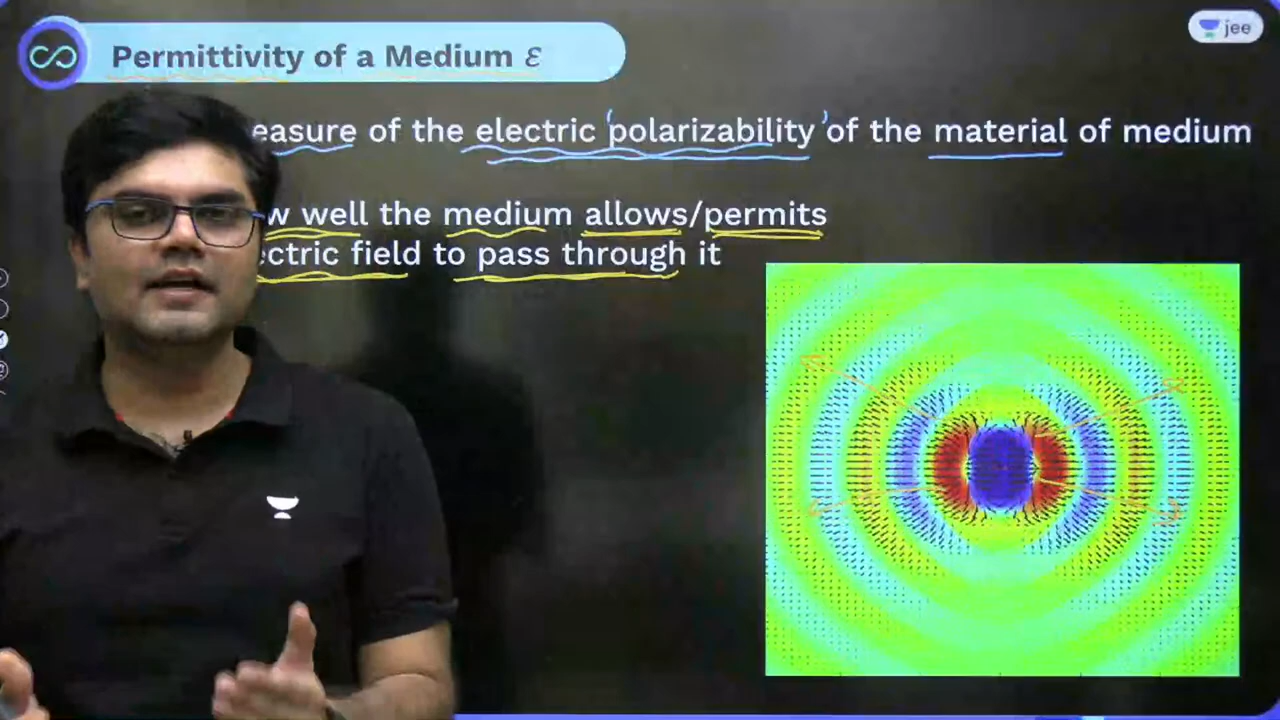 Permittivity of a Medium ε
jee
easure of the electric 'polarizability' of the material of medium
w well the medium allows/permits
ectric field to pass through it